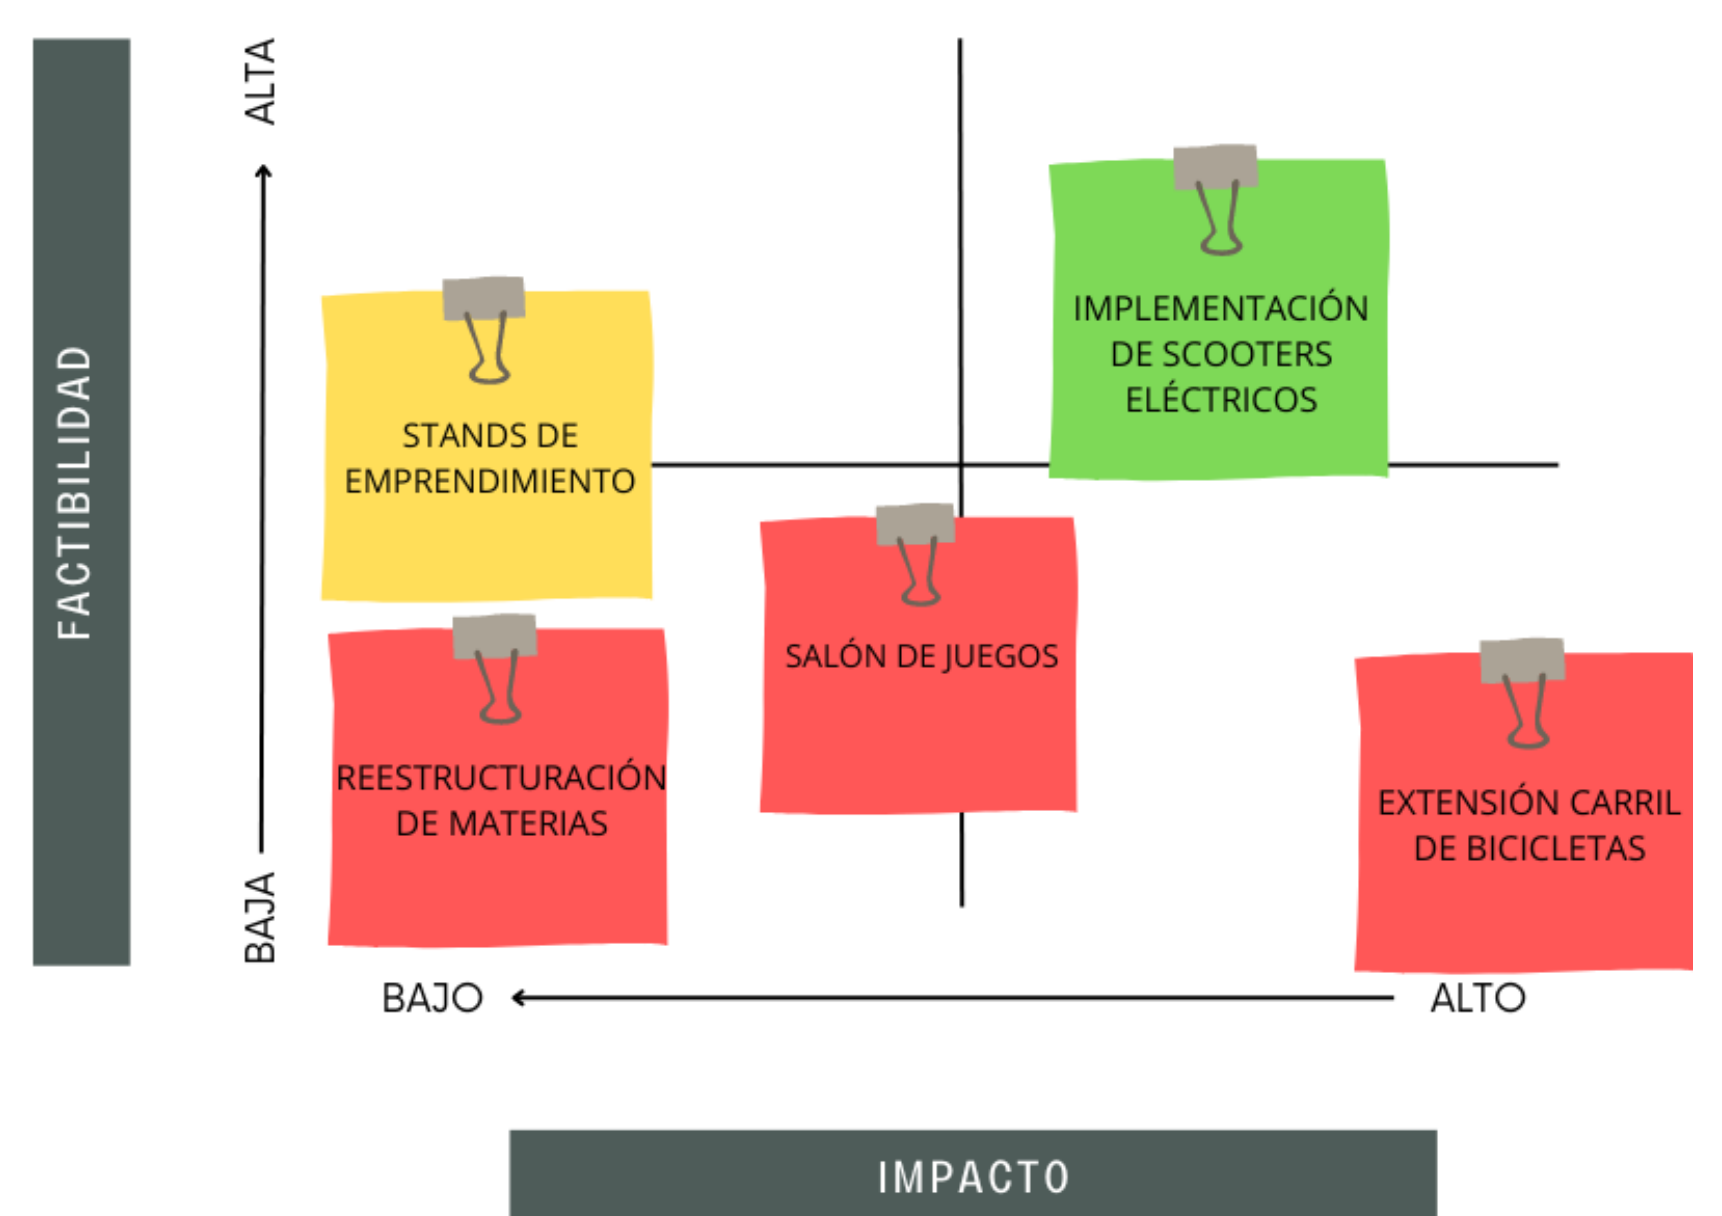 FACTIBILIDAD
ALTA
IMPLEMENTACIÓN
DE SCOOTERS
ELÉCTRICOS
STANDS DE
EMPRENDIMIENTO
SALÓN DE JUEGOS
REESTRUCTURACIÓN
DE MATERIAS
EXTENSIÓN CARRIL
DE BICICLETAS
BAJA
BAJO
ALTO
IMPACTO